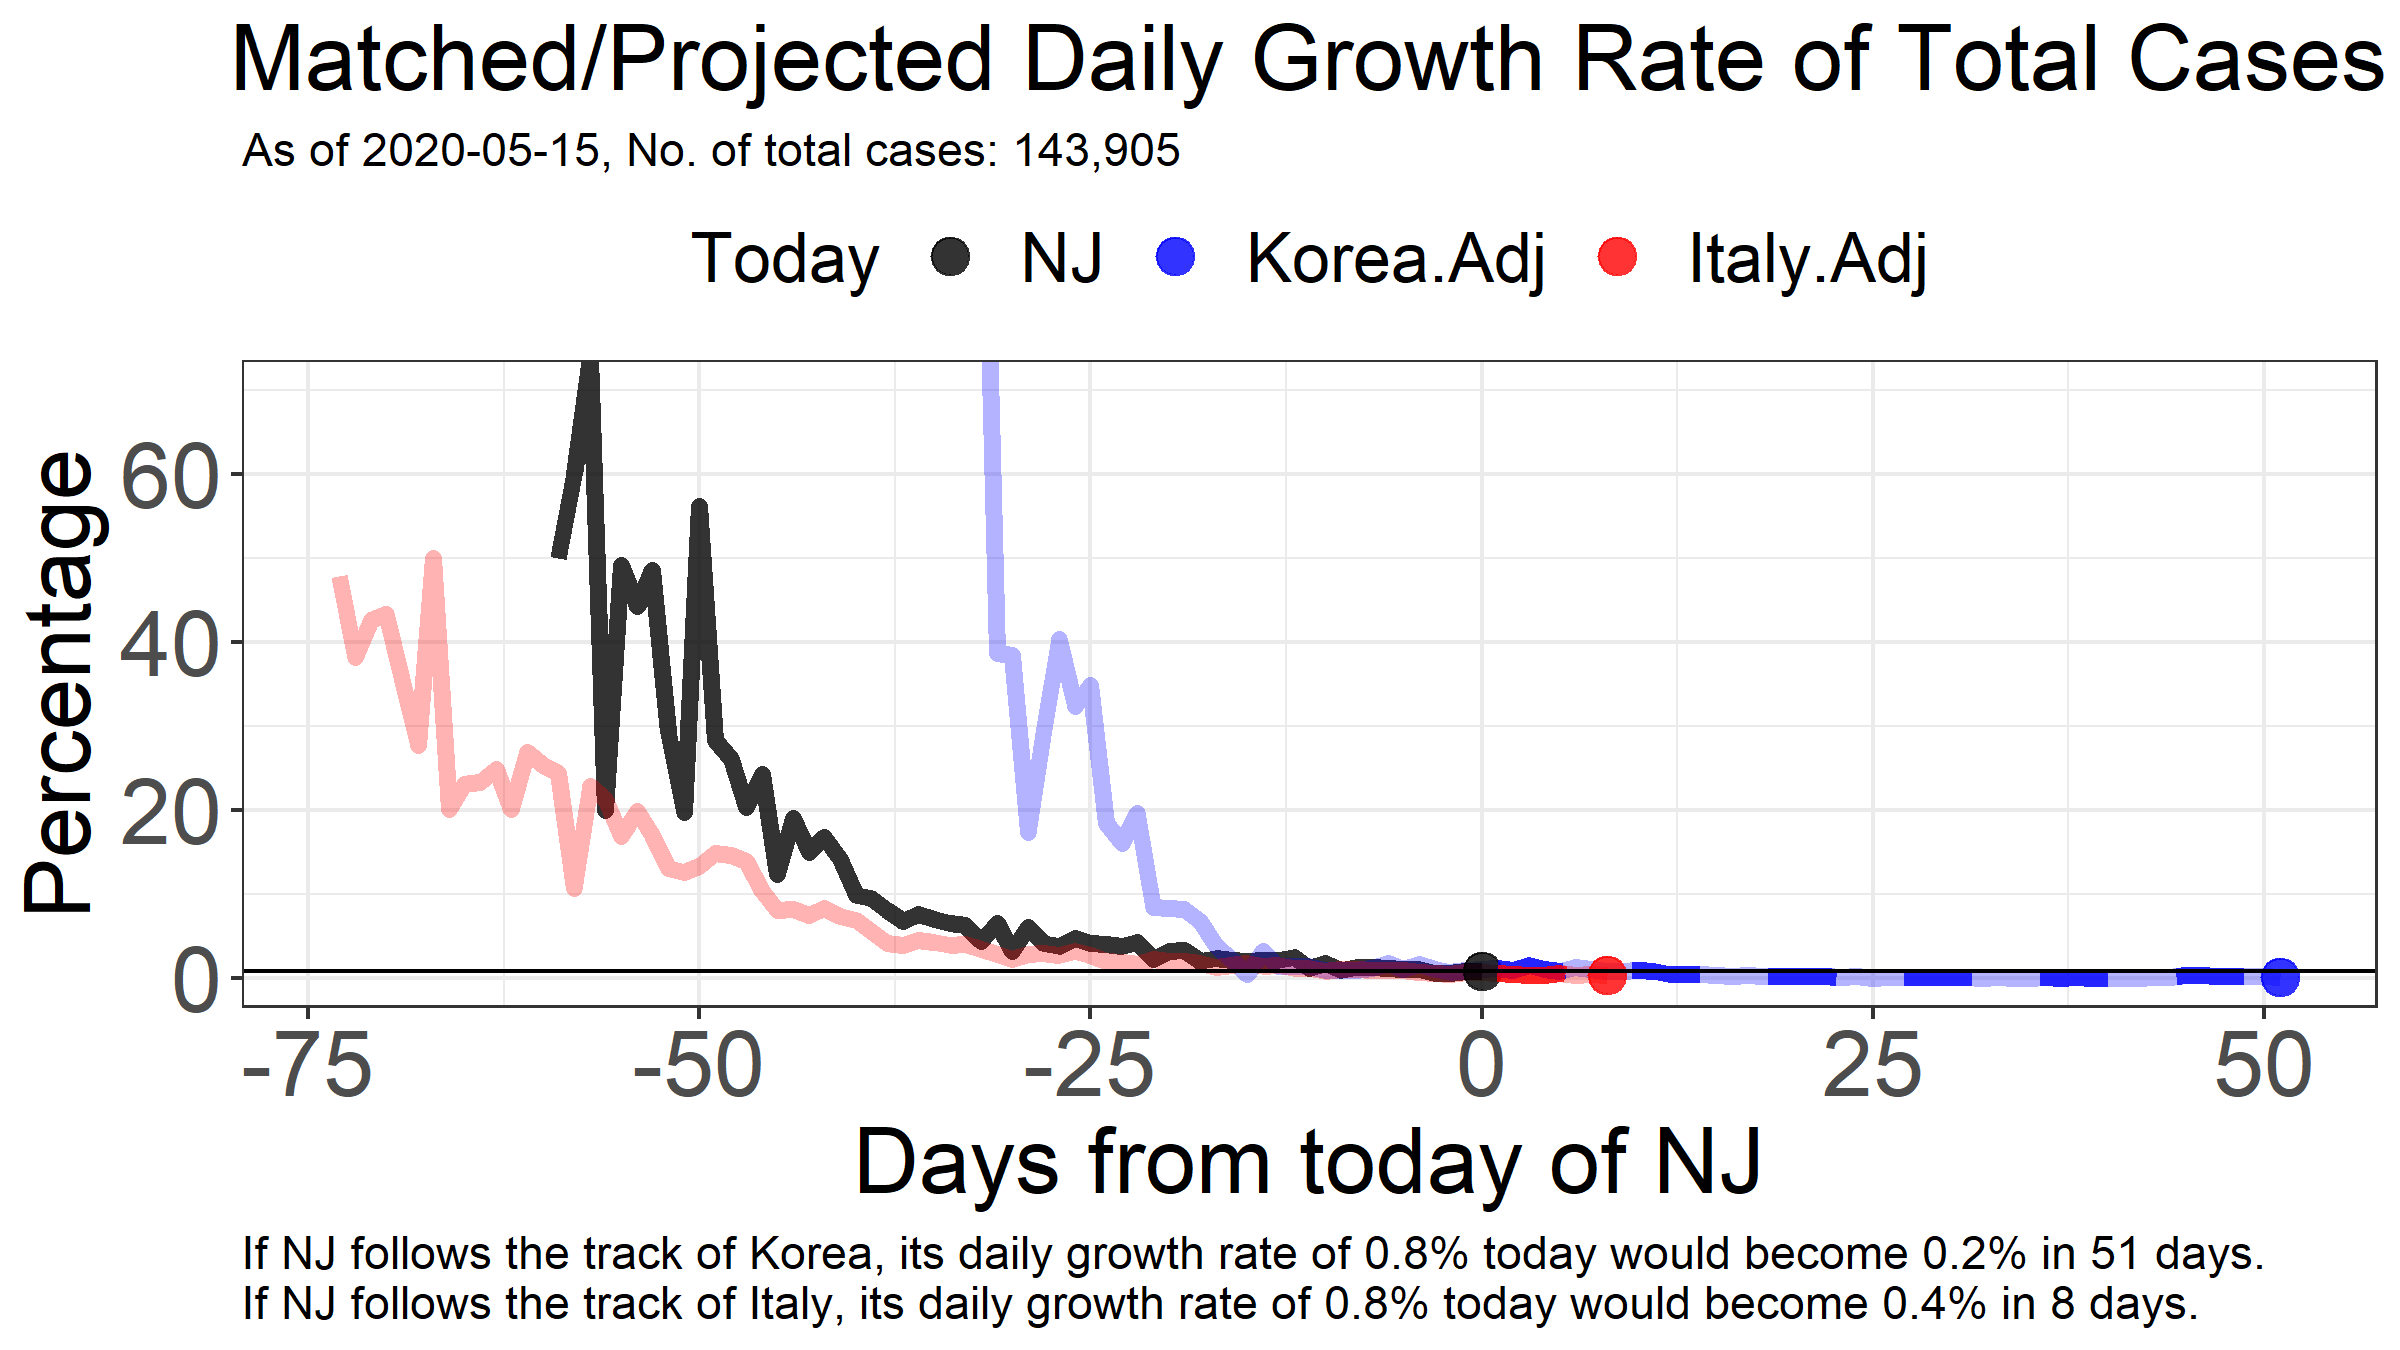 Matched/Projected Daily Growth Rate of Total Cases
As of 2020-05-15, No. of total cases: 143,905
Today NJ Korea.Adj Italy.Adj
Percentage
60
40
20
0
-75 -50 -25 0 25 50
Days from today of NJ
If NJ follows the track of Korea, its daily growth rate of 0.8% today would become 0.2% in 51 days.
If NJ follows the track of Italy, its daily growth rate of 0.8% today would become 0.4% in 8 days.